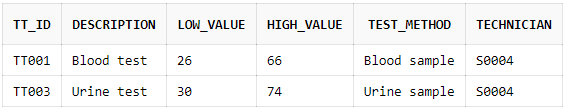 TT_ID DESCRIPTION LOW_VALUE HIGH_VALUE TEST_METHOD TECHNICIAN
TT001 Blood test 26 66 Blood sample S0004
TT003 Urine test 30 74 Urine sample S0004